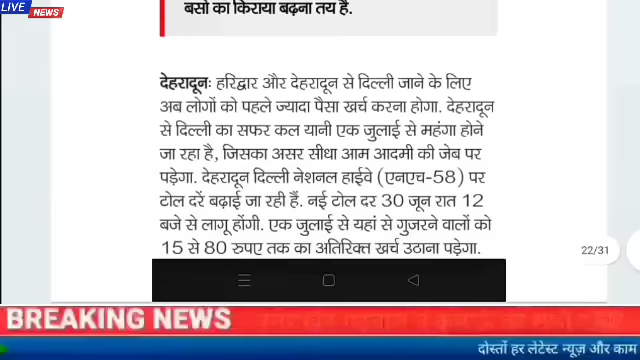 LIVE
NEWS
बसों का किराया बढ़ना तय है.
देहरादून: हरिद्वार और देहरादून से दिल्ली जाने के लिए
अब लोगों को पहले ज्यादा पैसा खर्च करना होगा. देहरादून
से दिल्ली का सफर कल यानी एक जुलाई से महंगा होने
जा रहा है, जिसका असर सीधा आम आदमी की जेब पर
पड़ेगा. देहरादून दिल्ली नेशनल हाईवे (एनएच-58) पर
टोल दरें बढ़ाई जा रही हैं. नई टोल दर 30 जून रात 12
बजे से लागू होंगी. एक जुलाई से यहां से गुजरने वालों को
15 से 80 रुपए तक का अतिरिक्त खर्च उठाना पड़ेगा.
22/31
BREAKING NEWS
दोस्तों हर लेटेस्ट न्यूज़ और काम